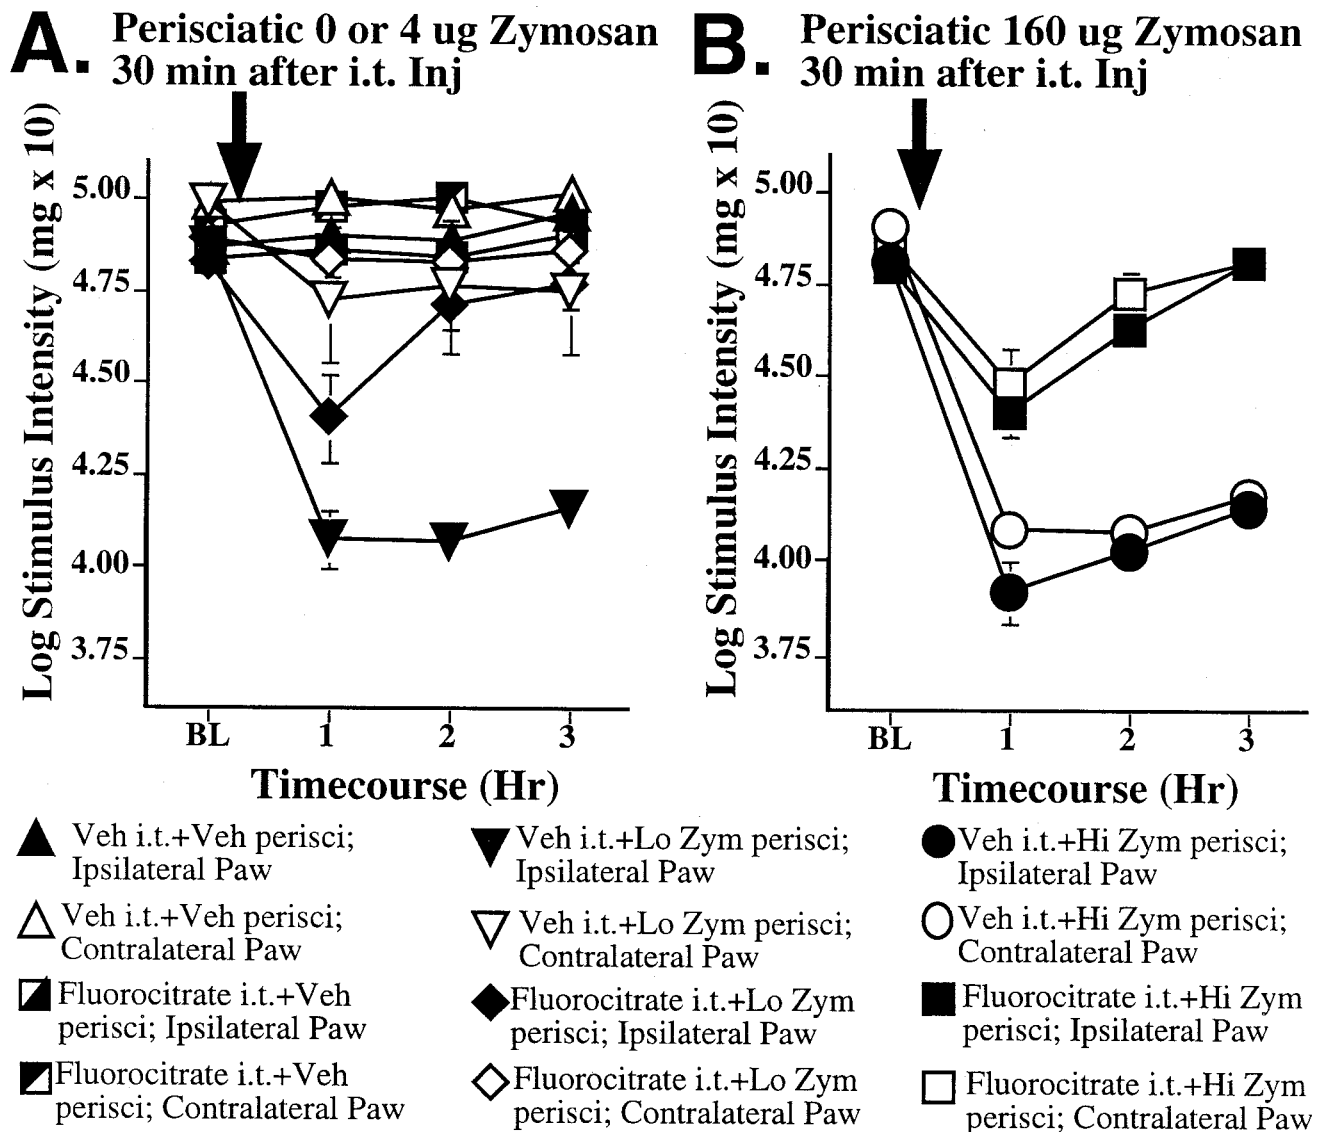 A. Perisciatic 0 or 4 ug Zymosan
30 min after i.t. Inj
Log Stimulus Intensity (mg x 10)
5.00
4.75
4.50
4.25
4.00
3.75
BL 1 2 3
Timecourse (Hr)
B. Perisciatic 160 ug Zymosan
30 min after i.t. Inj
Log Stimulus Intensity (mg x 10)
5.00
4.75
4.50
4.25
4.00
3.75
BL 1 2 3
Timecourse (Hr)
Veh i.t.+Veh perisci;
Ipsilateral Paw
Veh i.t.+Veh perisci;
Contralateral Paw
Fluorocitrate i.t.+Veh
perisci; Ipsilateral Paw
Fluorocitrate i.t.+Veh
perisci; Contralateral Paw
Veh i.t.+Lo Zym perisci;
Ipsilateral Paw
Veh i.t.+Lo Zym perisci;
Contralateral Paw
Fluorocitrate i.t.+Lo Zym
perisci; Ipsilateral Paw
Fluorocitrate i.t.+Lo Zym
perisci; Contralateral Paw
Veh i.t.+Hi Zym perisci;
Ipsilateral Paw
Veh i.t.+Hi Zym perisci;
Contralateral Paw
Fluorocitrate i.t.+Hi Zym
perisci; Ipsilateral Paw
Fluorocitrate i.t.+Hi Zym
perisci; Contralateral Paw